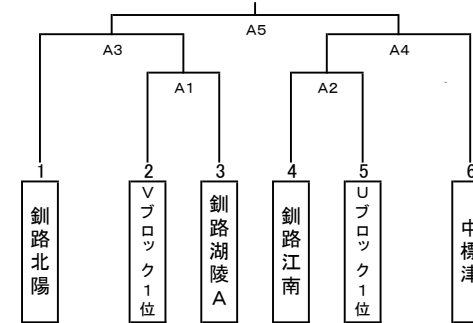 A5
A3
A4
A1
A2
1
2
3
4
5
6
釧路北陽
Vブロック1位
釧路湖陵A
釧路江南
Uブロック1位
中標津